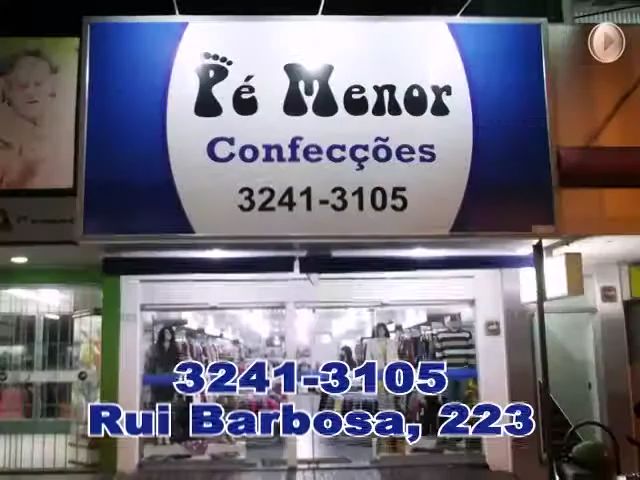 Pé Menor
Confecções
3241-3105
3241-3105
Rui Barbosa, 223